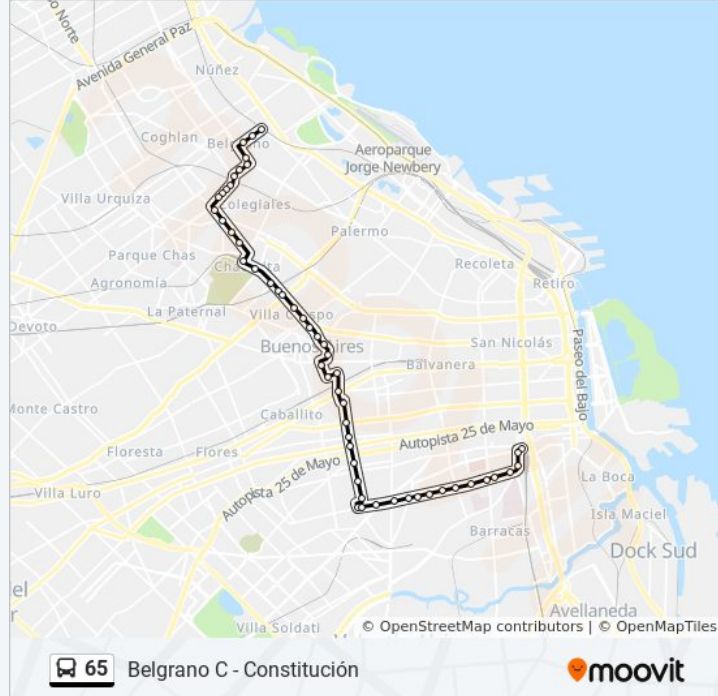 Norte
Avenida General Paz
Núñez
Coghlan
Belgrano
Aeroparque
Jorge Newbery
Villa Urquiza
Colegiales
Palermo
Parque Chas
Recoleta
Agronomía
Retiro
La Paternal
Villa Crespo
Devoto
San Nicolás
Paseo del Bajo
Buenos Aires
Balvanera
Monte Castro
Caballito
Autopista 25 de Mayo
Floresta
Flores
Autopista 25 de Mayo
La Boca
Villa Luro
Isla Maciel
Barracas
Dock Sud
Avellaneda
Villa Soldati
© OpenStreetMap contributors | © OpenMapTiles
65 Belgrano C - Constitución
moovit